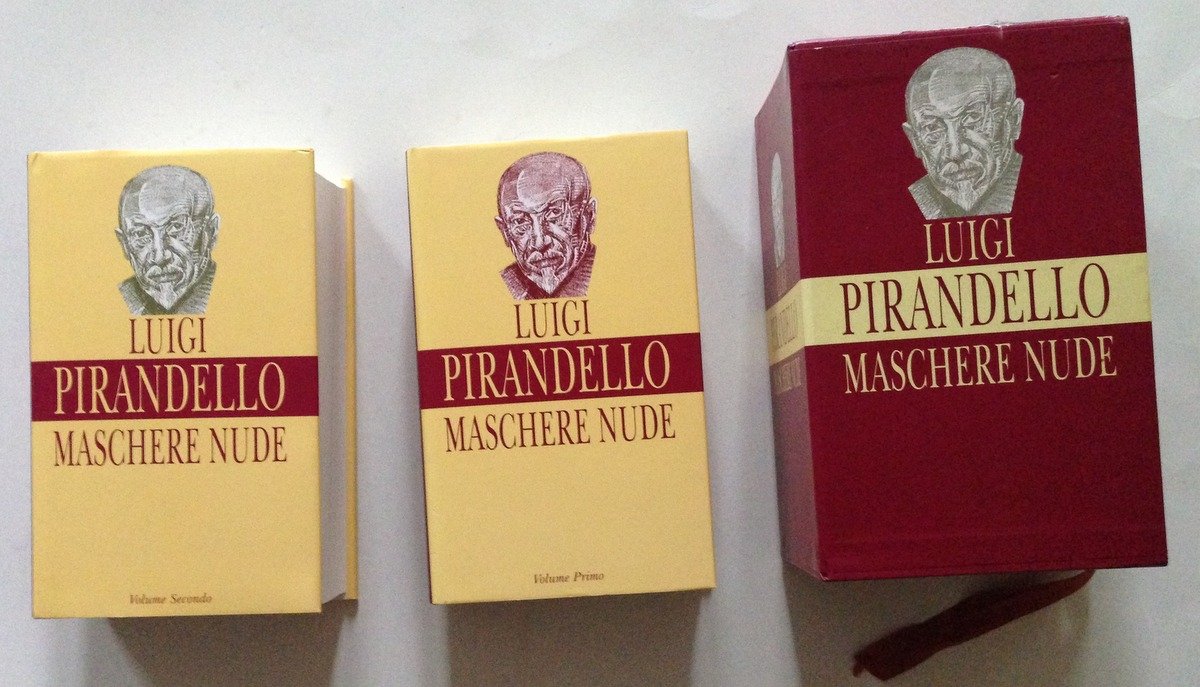 LUIGI
PIRANDELLO
MASCHERE NUDE
Volume Secondo
LUIGI
PIRANDELLO
MASCHERE NUDE
Volume Primo
LUIGI
PIRANDELLO
MASCHERE NUDE